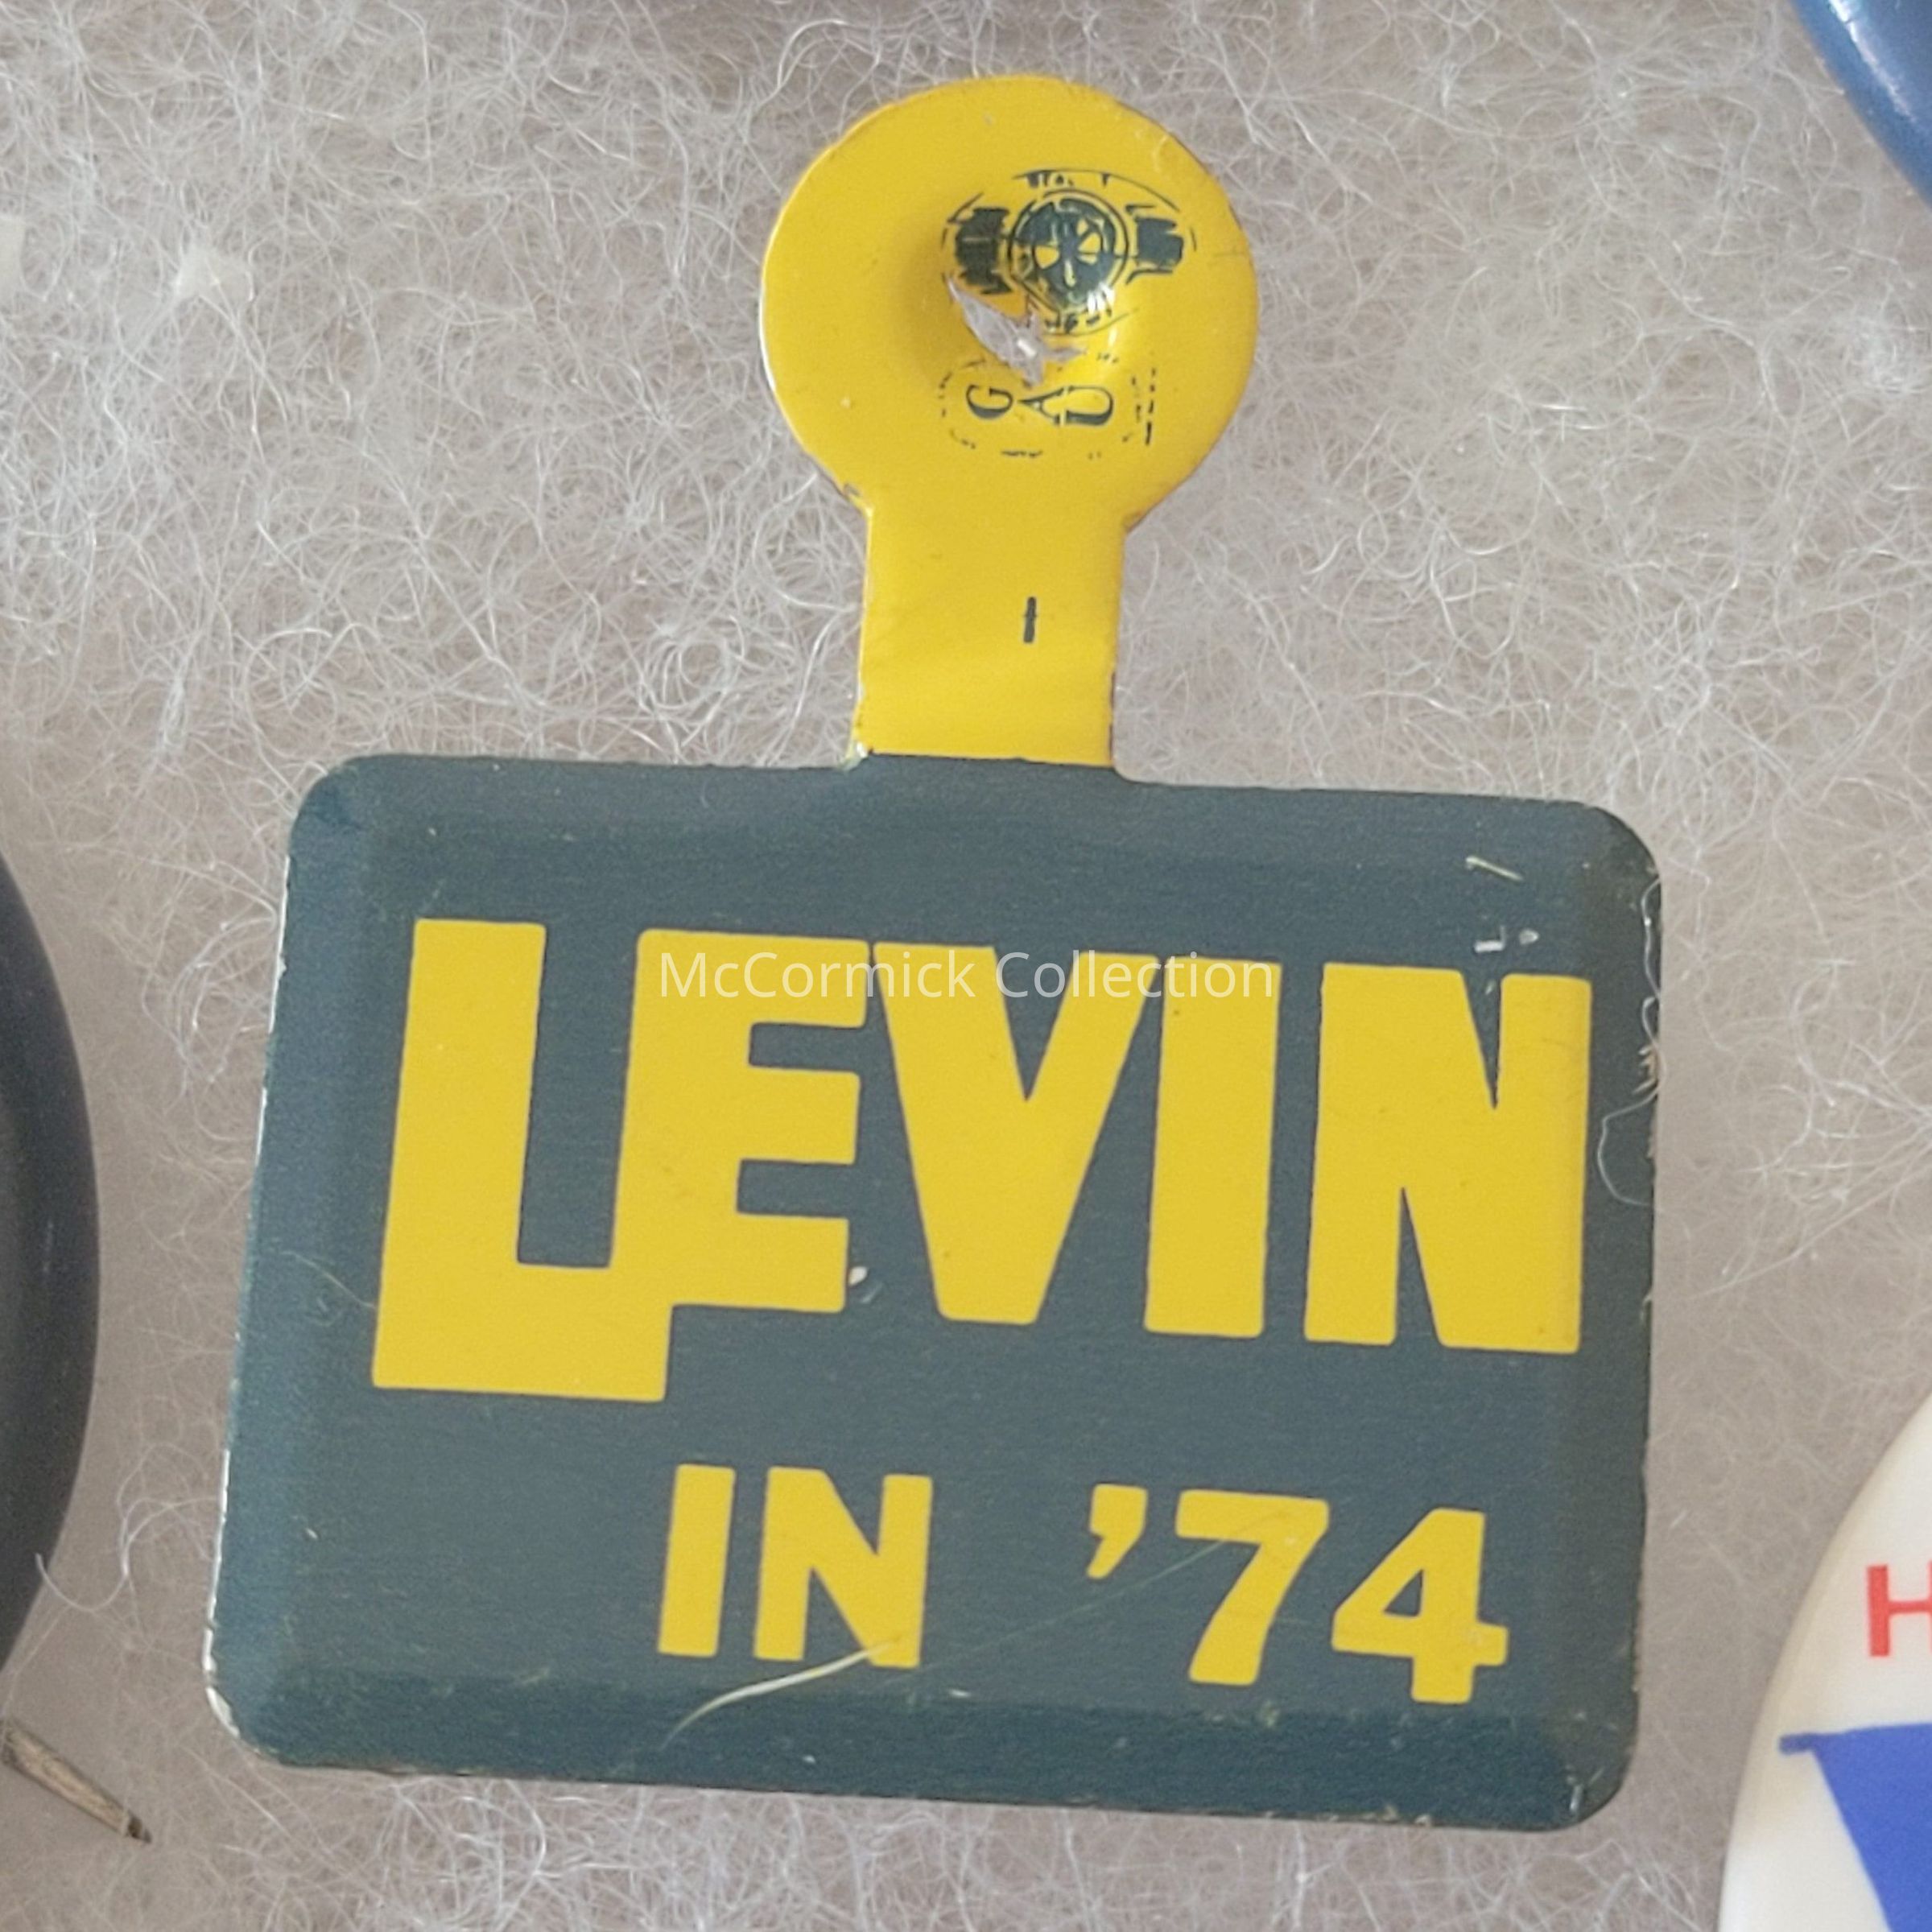 G
A
U
McCormick Collection
LEVIN
IN '74
H